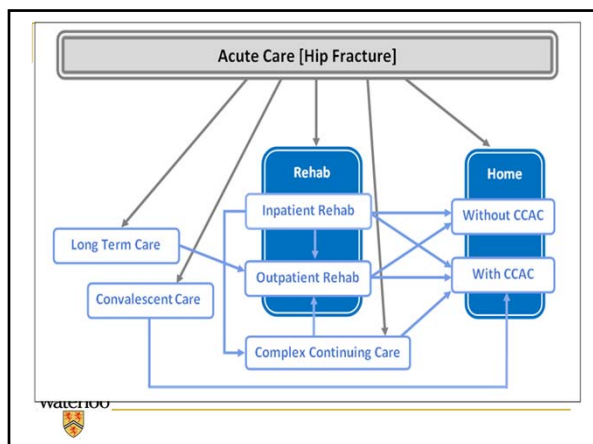 Acute Care [Hip Fracture]
Rehab
Home
Inpatient Rehab
Without CCAC
Long Term Care
Outpatient Rehab
With CCAC
Convalescent Care
Complex Continuing Care
Waterloo